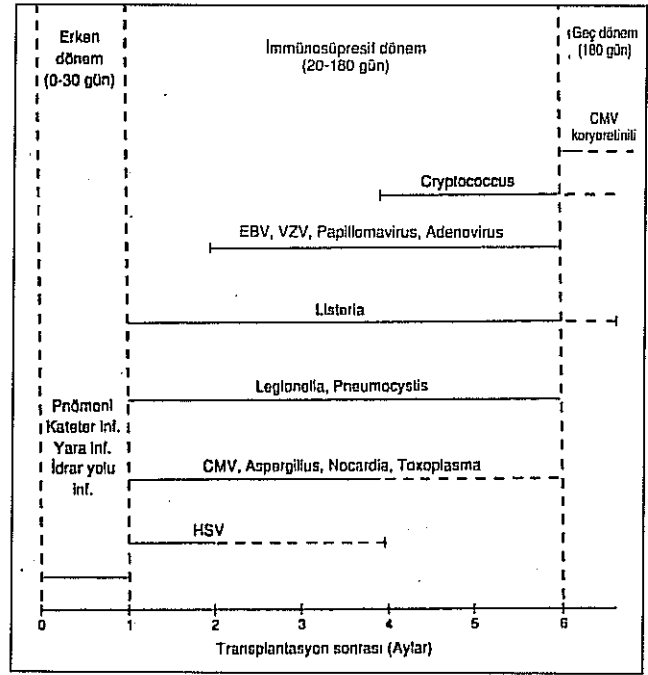 Erken
dönem
(0-30 gün)
İmmünosüpresif dönem
(20-180 gün)
Geç dönem
(180 gün)
CMV
koryoretiniti
Cryptococcus
EBV, VZV, Papillomavirus, Adenovirus
Listeria
Legionella, Pneumocystis
Pnömoni
Kateter inf.
Yara inf.
İdrar yolu
inf.
CMV, Aspergillus, Nocardia, Toxoplasma
HSV
0 1 2 3 4 5 6
Transplantasyon sonrası (Aylar)